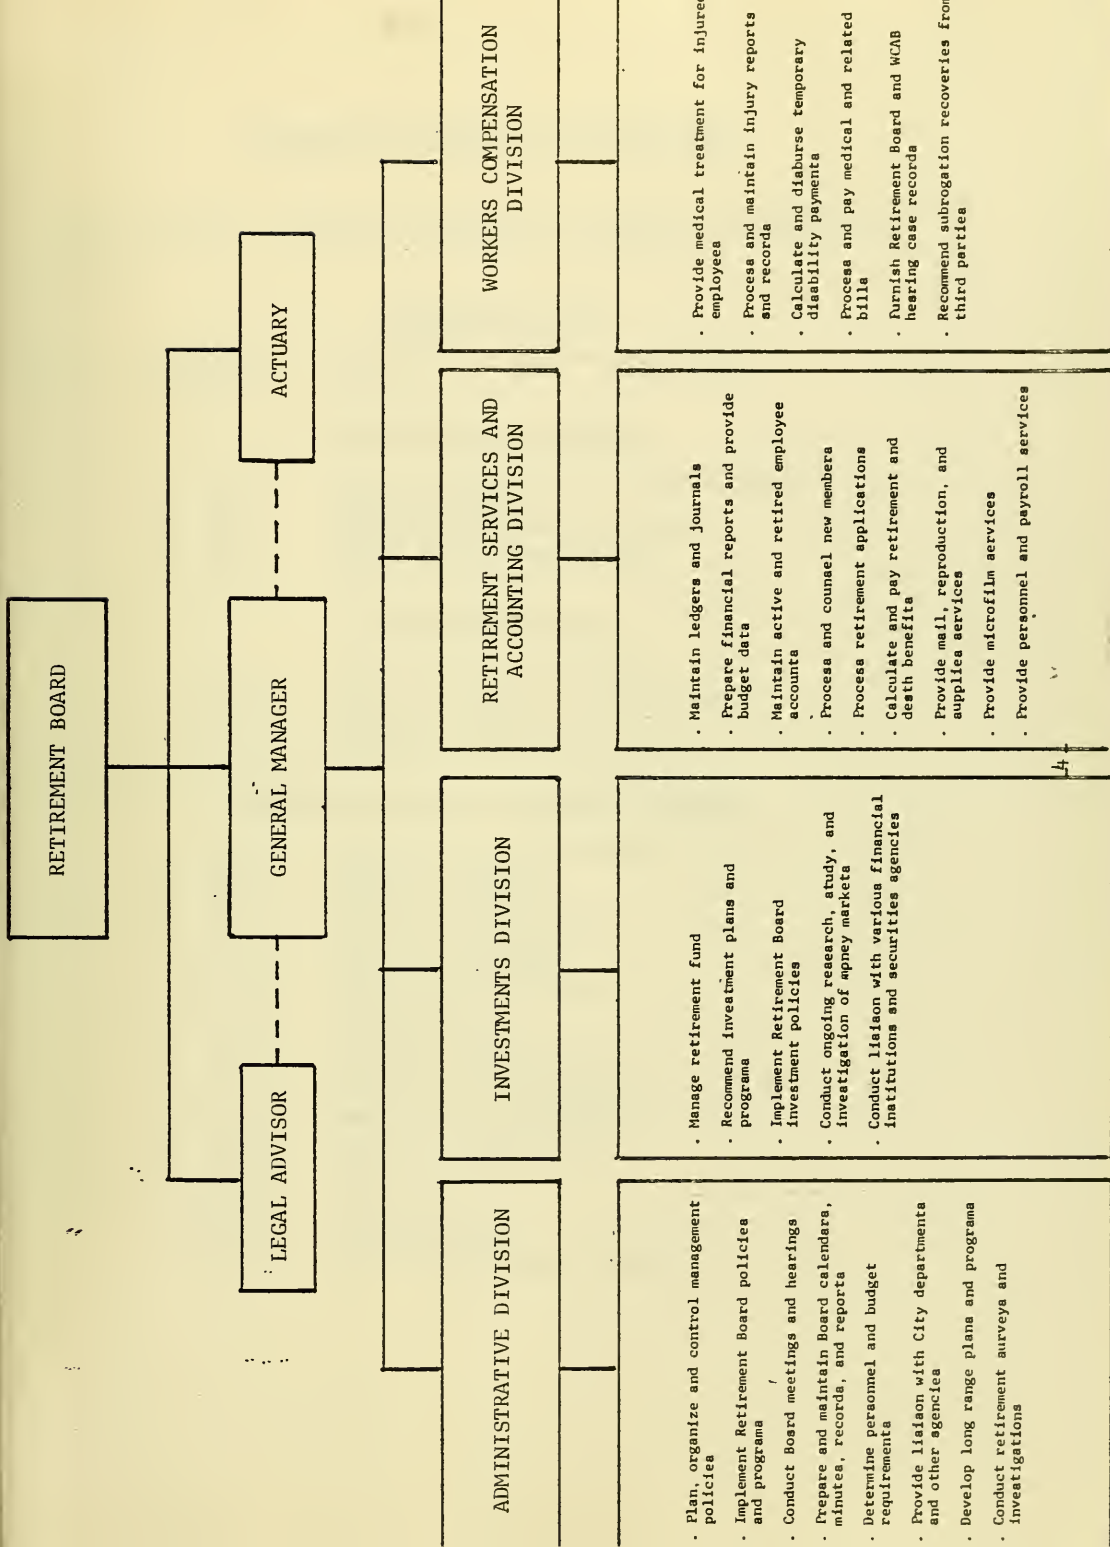 RETIREMENT BOARD
LEGAL ADVISOR
GENERAL MANAGER
ACTUARY
ADMINISTRATIVE DIVISION
INVESTMENTS DIVISION
RETIREMENT SERVICES AND
ACCOUNTING DIVISION
WORKERS COMPENSATION
DIVISION
. Plan, organize and control management
policies
. Implement Retirement Board policies
and programs
. Conduct Board meetings and hearings
. Prepare and maintain Board calendars,
minutes, records, and reports
. Determine personnel and budget
requirements
. Provide liaison with City departments
and other agencies
. Develop long range plans and programs
. Conduct retirement surveys and
investigations
. Manage retirement fund
. Recommend investment plans and
programs
. Implement Retirement Board
investment policies
. Conduct ongoing research, study, and
investigation of money markets
. Conduct liaison with various financial
institutions and securities agencies
. Maintain ledgers and journals
. Prepare financial reports and provide
budget data
. Maintain active and retired employee
accounts
. Process and counsel new members
. Process retirement applications
. Calculate and pay retirement and
death benefits
. Provide mail, reproduction, and
supplies services
. Provide microfilm services
. Provide personnel and payroll services
. Provide medical treatment for injured
employees
. Process and maintain injury reports
and records
. Calculate and disburse temporary
disability payments
. Process and pay medical and related
bills
. Furnish Retirement Board and WCAB
hearing case records
. Recommend subrogation recoveries from
third parties
4